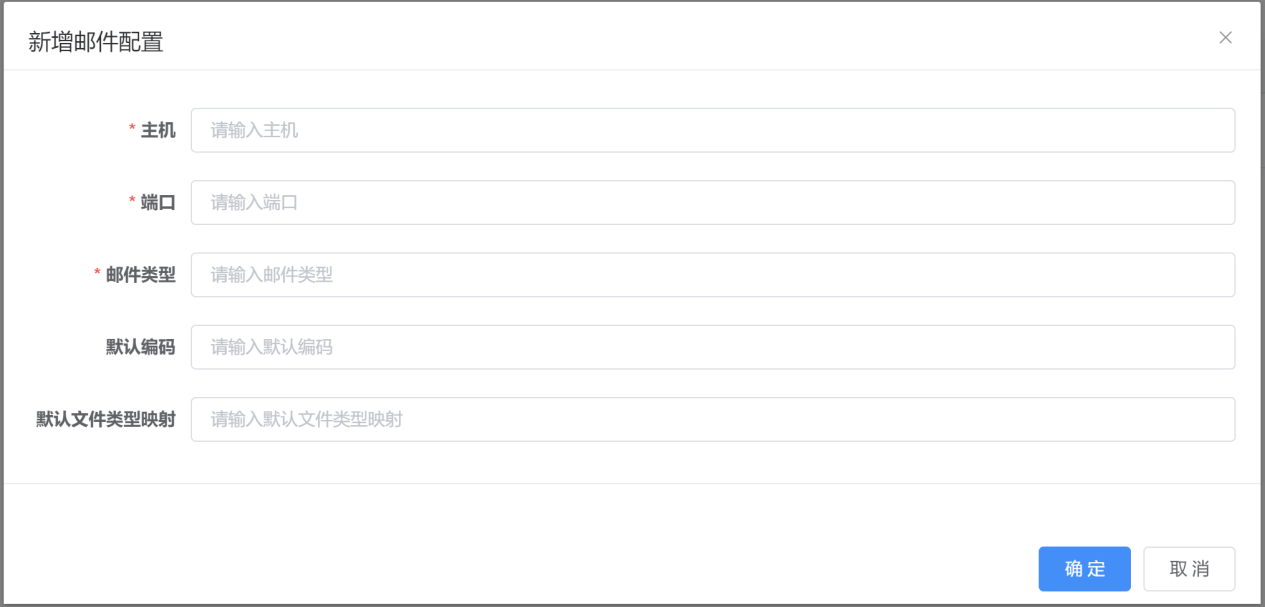 新增邮件配置
* 主机 请输入主机
* 端口 请输入端口
* 邮件类型 请输入邮件类型
默认编码 请输入默认编码
默认文件类型映射 请输入默认文件类型映射
确定 取消